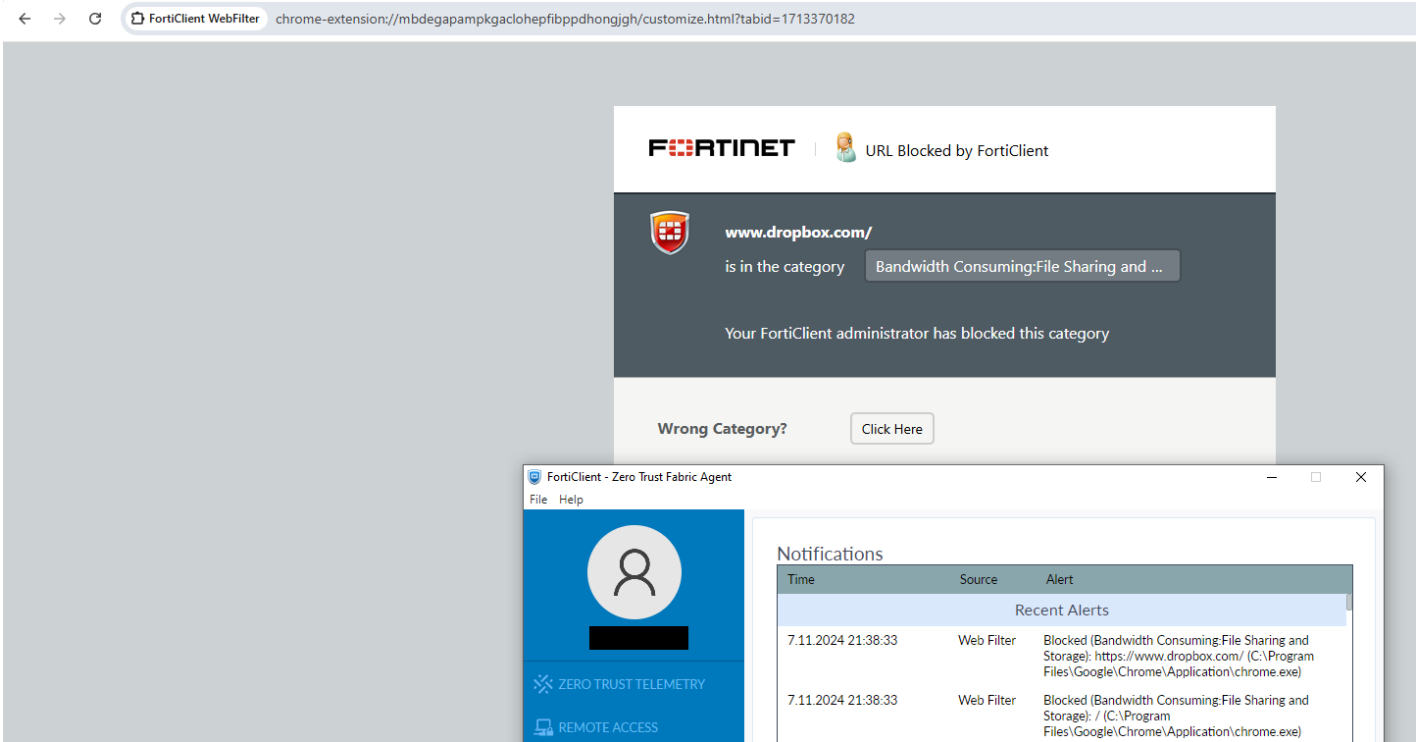 FortiClient WebFilter chrome-extension://mbdegapampkgaclohepfibppdhongjgh/customize.html?tabid=1713370182
FORTINET URL Blocked by FortiClient
www.dropbox.com/
is in the category Bandwidth Consuming:File Sharing and ...
Your FortiClient administrator has blocked this category
Wrong Category? Click Here
FortiClient - Zero Trust Fabric Agent
File Help
Notifications
Time Source Alert
Recent Alerts
7.11.2024 21:38:33 Web Filter Blocked (Bandwidth Consuming:File Sharing and
Storage): https://www.dropbox.com/ (C:\Program
Files\Google\Chrome\Application\chrome.exe)
ZERO TRUST TELEMETRY
7.11.2024 21:38:33 Web Filter Blocked (Bandwidth Consuming:File Sharing and
Storage): / (C:\Program
Files\Google\Chrome\Application\chrome.exe)
REMOTE ACCESS